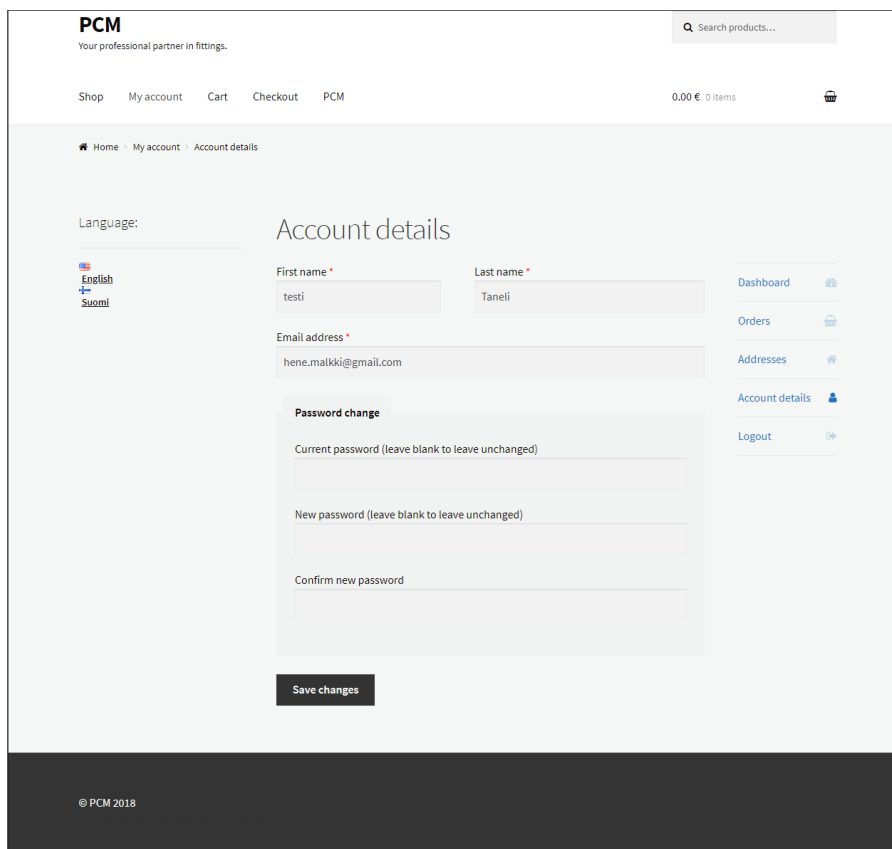 PCM
Your professional partner in fittings.
Search products…
Shop My account Cart Checkout PCM
0.00 € 0 items
Home My account Account details
Language:
English
Suomi
Account details
First name * Last name *
testi Taneli
Email address *
hene.malkki@gmail.com
Password change
Current password (leave blank to leave unchanged)
New password (leave blank to leave unchanged)
Confirm new password
Save changes
Dashboard
Orders
Addresses
Account details
Logout
© PCM 2018